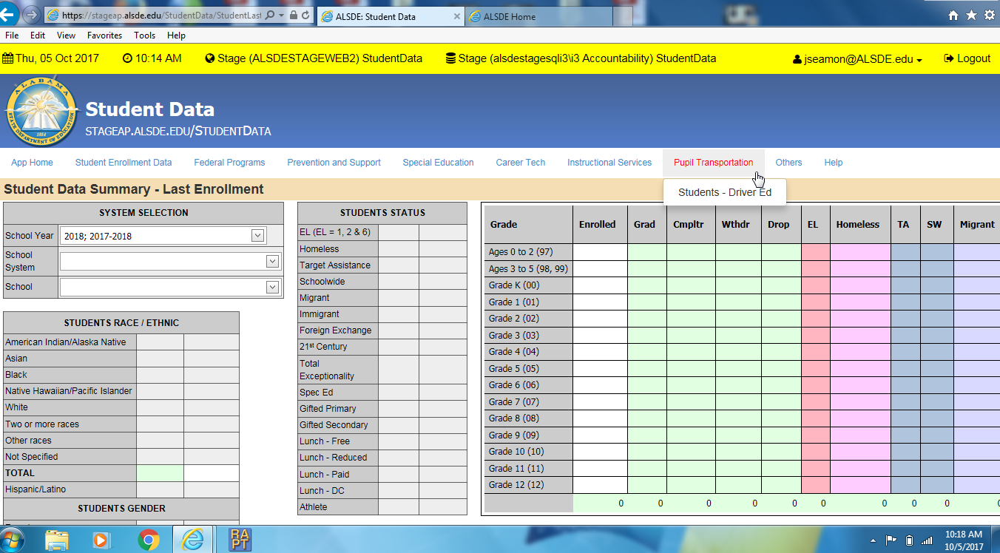 https://stageap.alsde.edu/StudentData/StudentLast
ALSDE: Student Data
ALSDE Home
File Edit View Favorites Tools Help
Thu, 05 Oct 2017 10:14 AM Stage (ALSDESTAGEWEB2) StudentData Stage (alsdestagesqli3\i3 Accountability) StudentData jseamon@ALSDE.edu Logout
ALABAMA
STATE DEPARTMENT OF EDUCATION
Student Data
STAGEAP.ALSDE.EDU/STUDENTDATA
App Home Student Enrollment Data Federal Programs Prevention and Support Special Education Career Tech Instructional Services Pupil Transportation Others Help
Students - Driver Ed
Student Data Summary - Last Enrollment
SYSTEM SELECTION
School Year 2018; 2017-2018
School System
School
STUDENTS RACE / ETHNIC
American Indian/Alaska Native
Asian
Black
Native Hawaiian/Pacific Islander
White
Two or more races
Other races
Not Specified
TOTAL
Hispanic/Latino
STUDENTS GENDER
STUDENTS STATUS
EL (EL = 1, 2 & 6)
Homeless
Target Assistance
Schoolwide
Migrant
Immigrant
Foreign Exchange
21st Century
Total
Exceptionality
Spec Ed
Gifted Primary
Gifted Secondary
Lunch - Free
Lunch - Reduced
Lunch - Paid
Lunch - DC
Athlete
Grade Enrolled Grad Cmpltr Wthdr Drop EL Homeless TA SW Migrant
Ages 0 to 2 (97)
Ages 3 to 5 (98, 99)
Grade K (00)
Grade 1 (01)
Grade 2 (02)
Grade 3 (03)
Grade 4 (04)
Grade 5 (05)
Grade 6 (06)
Grade 7 (07)
Grade 8 (08)
Grade 9 (09)
Grade 10 (10)
Grade 11 (11)
Grade 12 (12)
0 0 0 0 0 0 0 0 0 0
RAPT
10:18 AM
10/5/2017